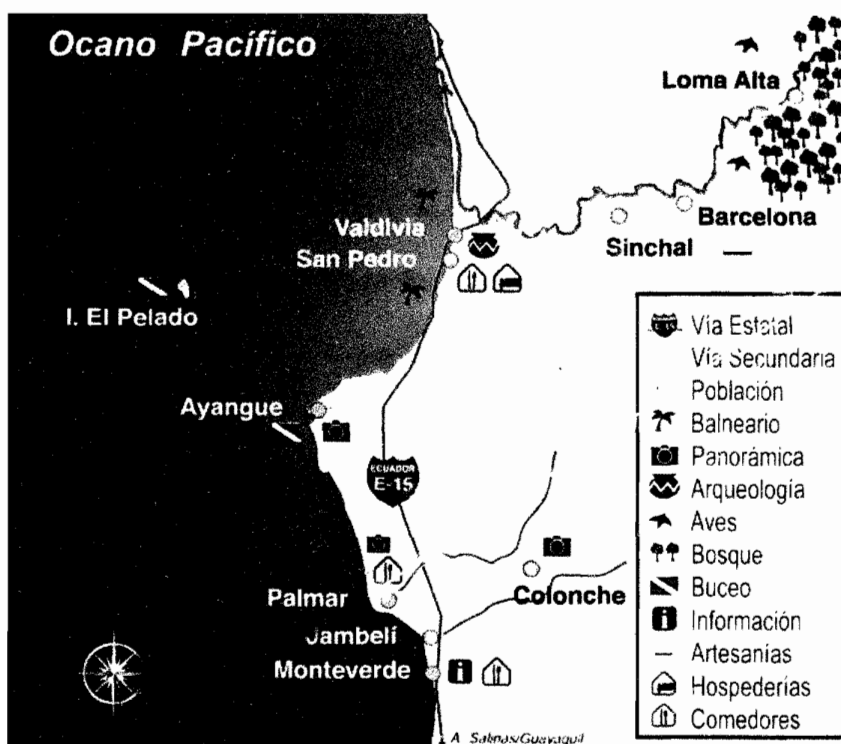 Ocano Pacífico
Loma Alta
Barcelona
Sinchal
Valdivia
San Pedro
I. El Pelado
Ayangue
ECUADOR
E-15
Palmar
Colonche
Jambelí
Monteverde
A Salinas/Guayaquil
Vía Estatal
Vía Secundaria
Población
Balneario
Panorámica
Arqueología
Aves
Bosque
Buceo
i Información
Artesanías
Hospederías
Comedores
i